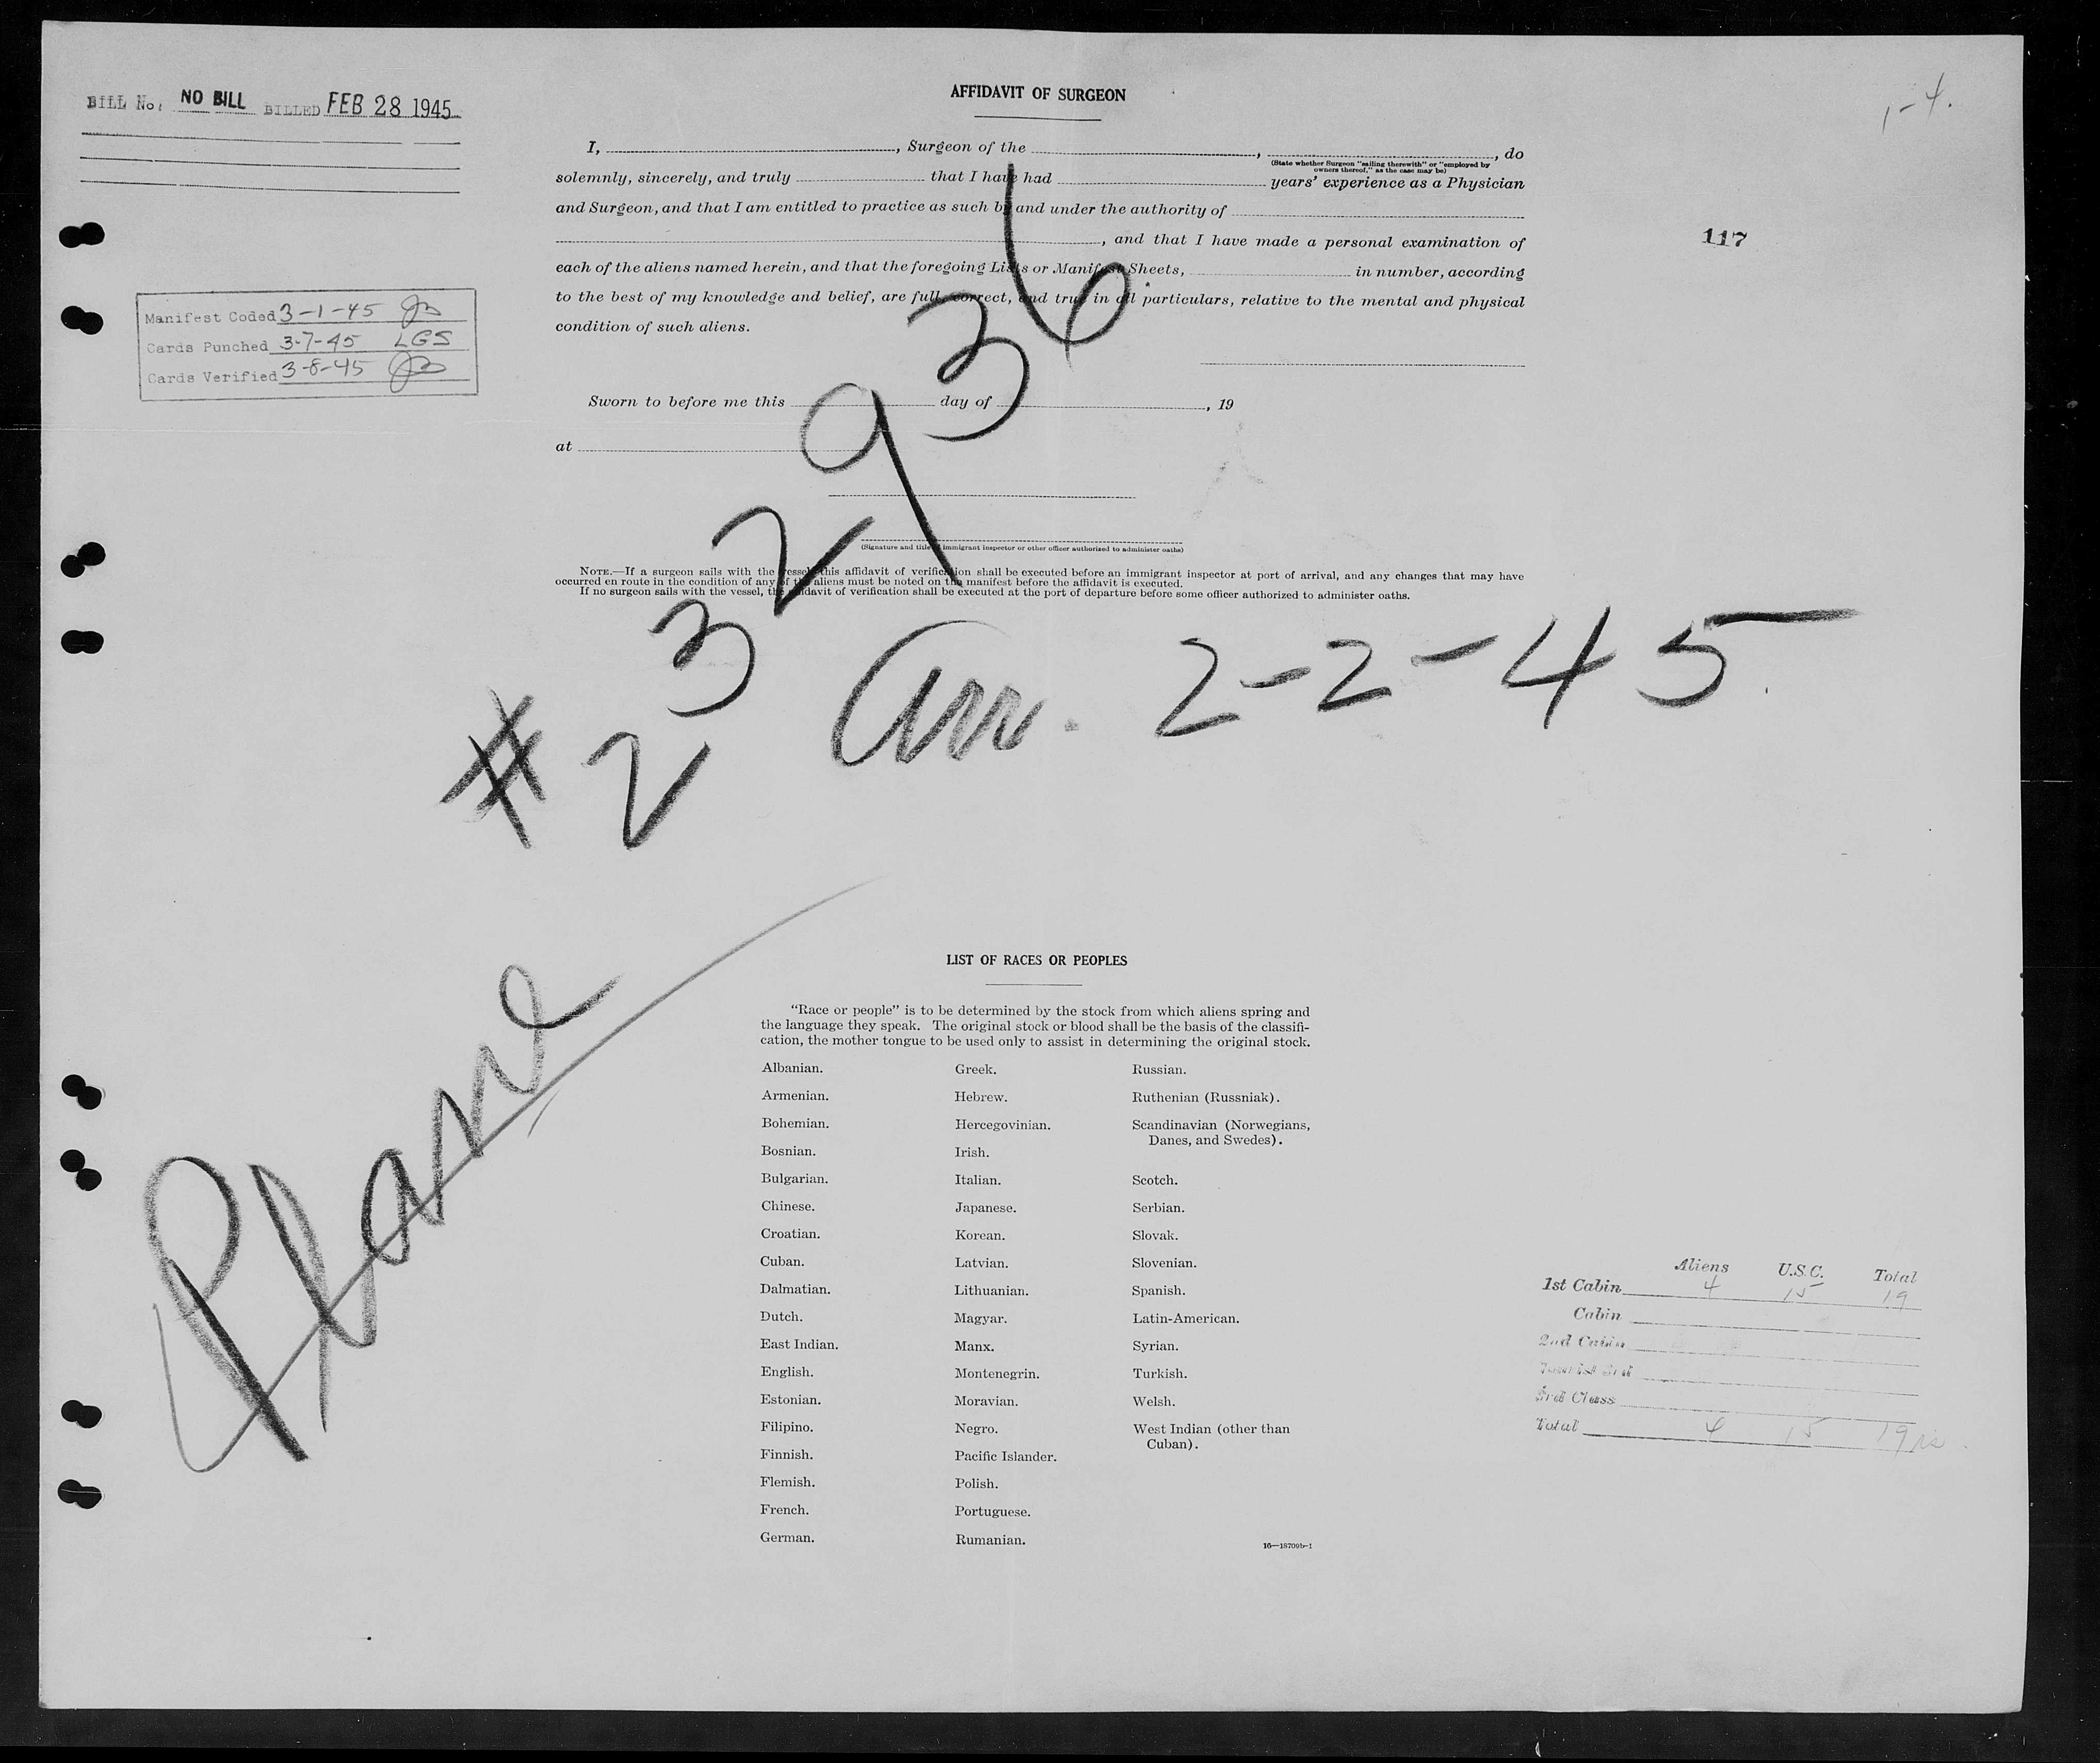 BILL No. NO BILL BILLED FEB 28 1945
1-4.
117
Manifest Coded 3-1-45
Cards Punched 3-7-45 LGS
Cards Verified 3-8-45
AFFIDAVIT OF SURGEON
I, , Surgeon of the , , do
(State whether Surgeon "sailing therewith" or "employed by
owners thereof," as the case may be)
solemnly, sincerely, and truly that I have had years' experience as a Physician
and Surgeon, and that I am entitled to practice as such by and under the authority of
, and that I have made a personal examination of
each of the aliens named herein, and that the foregoing Lists or Manifest Sheets, in number, according
to the best of my knowledge and belief, are full, correct, and true in all particulars, relative to the mental and physical
condition of such aliens.
Sworn to before me this day of , 19
at
(Signature and title of immigrant inspector or other officer authorized to administer oaths)
NOTE.—If a surgeon sails with the vessel, this affidavit of verification shall be executed before an immigrant inspector at port of arrival, and any changes that may have
occurred en route in the condition of any of the aliens must be noted on the manifest before the affidavit is executed.
If no surgeon sails with the vessel, the affidavit of verification shall be executed at the port of departure before some officer authorized to administer oaths.
#232936
arr. 2-2-45
Plane
LIST OF RACES OR PEOPLES
"Race or people" is to be determined by the stock from which aliens spring and
the language they speak. The original stock or blood shall be the basis of the classifi-
cation, the mother tongue to be used only to assist in determining the original stock.
Albanian.
Armenian.
Bohemian.
Bosnian.
Bulgarian.
Chinese.
Croatian.
Cuban.
Dalmatian.
Dutch.
East Indian.
English.
Estonian.
Filipino.
Finnish.
Flemish.
French.
German.
Greek.
Hebrew.
Hercegovinian.
Irish.
Italian.
Japanese.
Korean.
Latvian.
Lithuanian.
Magyar.
Manx.
Montenegrin.
Moravian.
Negro.
Pacific Islander.
Polish.
Portuguese.
Rumanian.
Russian.
Ruthenian (Russniak).
Scandinavian (Norwegians,
Danes, and Swedes).
Scotch.
Serbian.
Slovak.
Slovenian.
Spanish.
Latin-American.
Syrian.
Turkish.
Welsh.
West Indian (other than
Cuban).
16—18700b-1
Aliens U.S.C. Total
1st Cabin 4 15 19
Cabin
2nd Cabin
3rd Class
Total 4 15 19